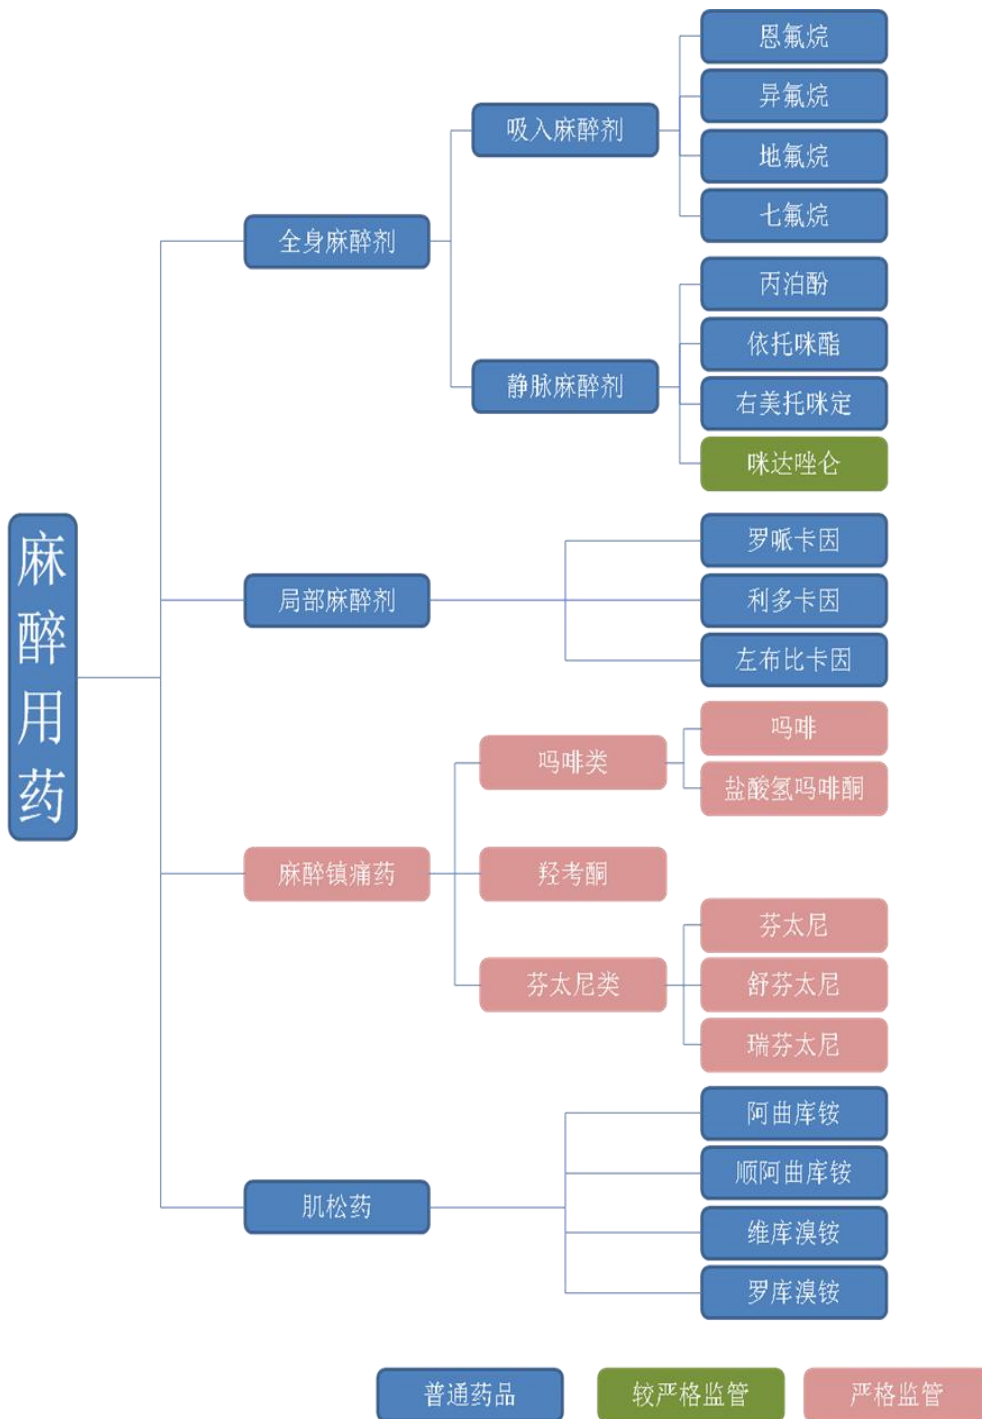 麻醉用药
全身麻醉剂
吸入麻醉剂
恩氟烷
异氟烷
地氟烷
七氟烷
静脉麻醉剂
丙泊酚
依托咪酯
右美托咪定
咪达唑仑
局部麻醉剂
罗哌卡因
利多卡因
左布比卡因
麻醉镇痛药
吗啡类
吗啡
盐酸氢吗啡酮
羟考酮
芬太尼类
芬太尼
舒芬太尼
瑞芬太尼
肌松药
阿曲库铵
顺阿曲库铵
维库溴铵
罗库溴铵
普通药品
较严格监管
严格监管